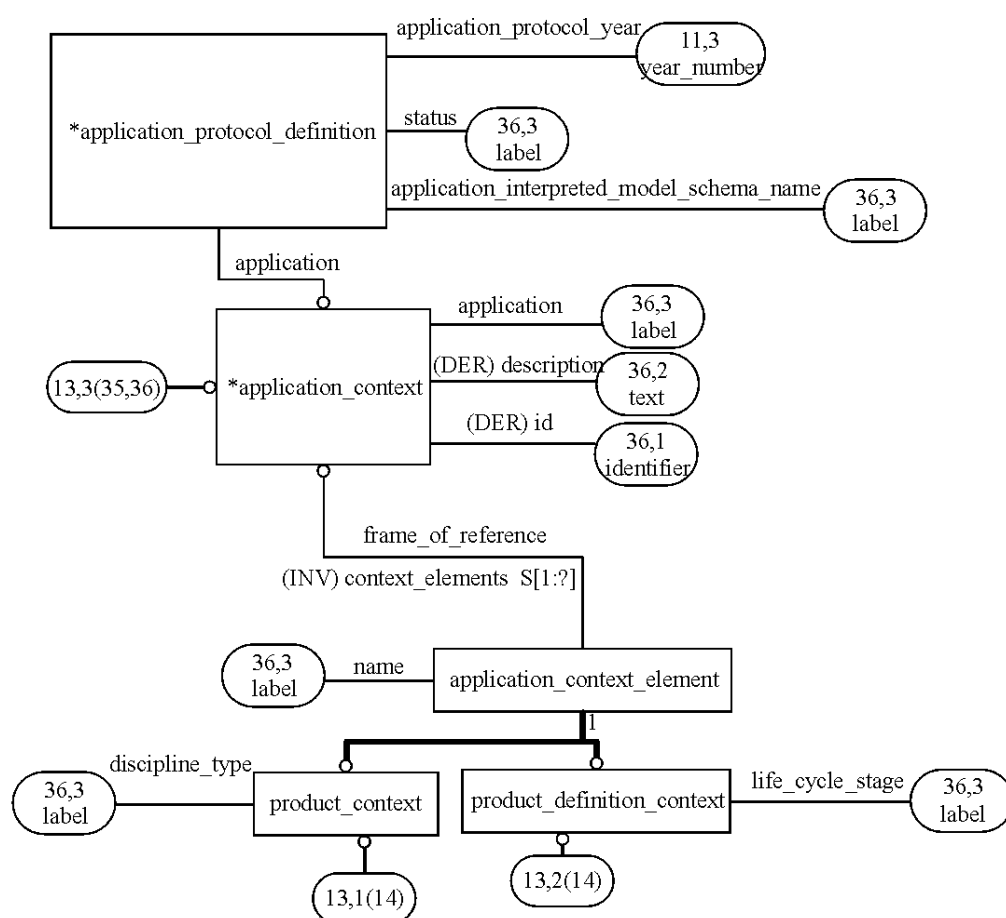 application_protocol_year
11,3
year_number
*application_protocol_definition
status
36,3
label
application_interpreted_model_schema_name
36,3
label
application
application
36,3
label
13,3(35,36)
*application_context
(DER) description
36,2
text
(DER) id
36,1
identifier
frame_of_reference
(INV) context_elements S[1:?]
36,3
label
name
application_context_element
1
discipline_type
36,3
label
product_context
product_definition_context
life_cycle_stage
36,3
label
13,1(14)
13,2(14)